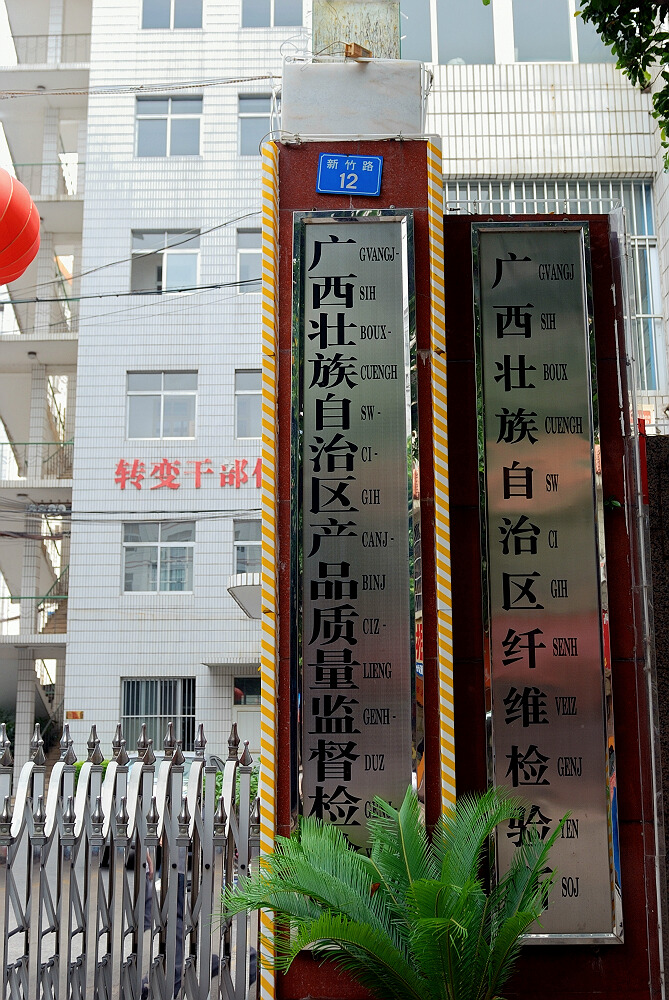 新竹路
12
广西壮族自治区产品质量监督检
GVANGJ-
SIH
BOUX-
CUENGH
SW-
CI-
GIH
CANJ-
BINJ
CIZ-
LIENG
GENH-
DUZ
广西壮族自治区纤维检验
GVANGJ
SIH
BOUX
CUENGH
SW
CI
GIH
SENH
VEIZ
GENJ
YEN
SOJ
转变干部